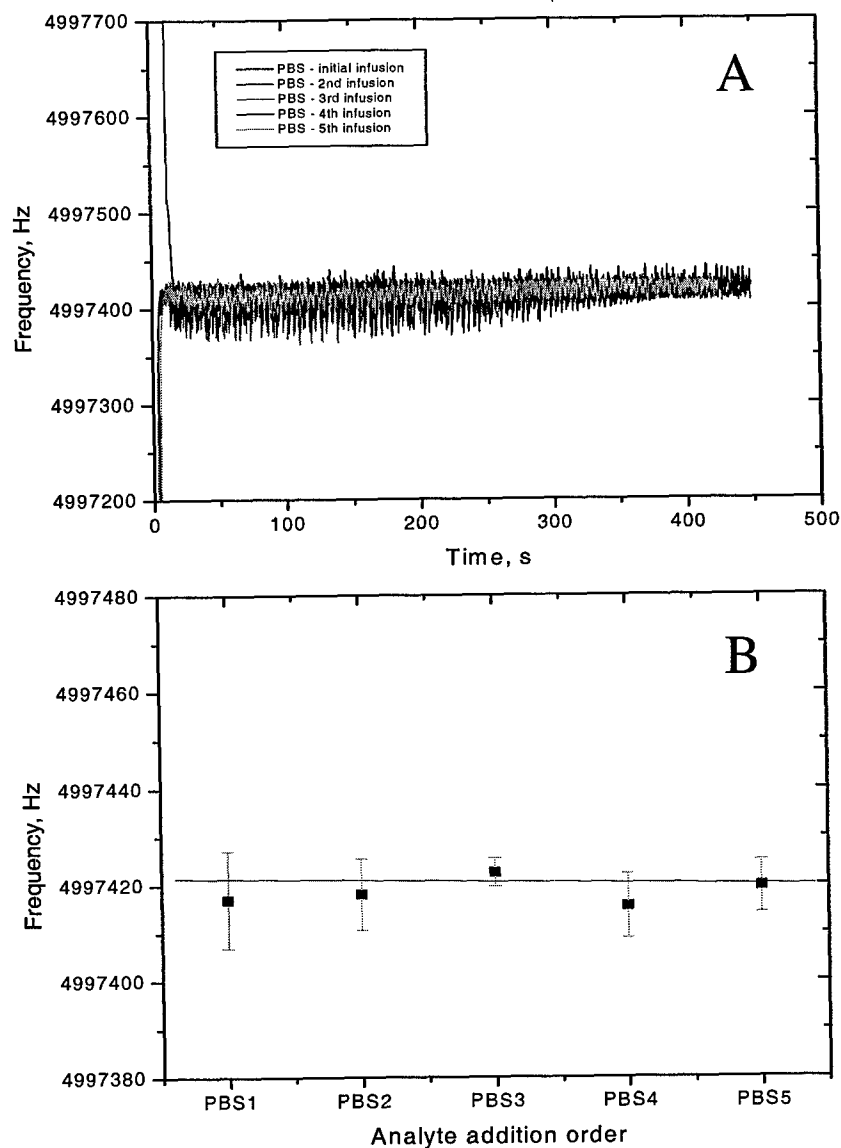 A
PBS - initial infusion
PBS - 2nd infusion
PBS - 3rd infusion
PBS - 4th infusion
PBS - 5th infusion
4997700
4997600
4997500
4997400
4997300
4997200
Frequency, Hz
0 100 200 300 400 500
Time, s
B
4997480
4997460
4997440
4997420
4997400
4997380
Frequency, Hz
PBS1 PBS2 PBS3 PBS4 PBS5
Analyte addition order